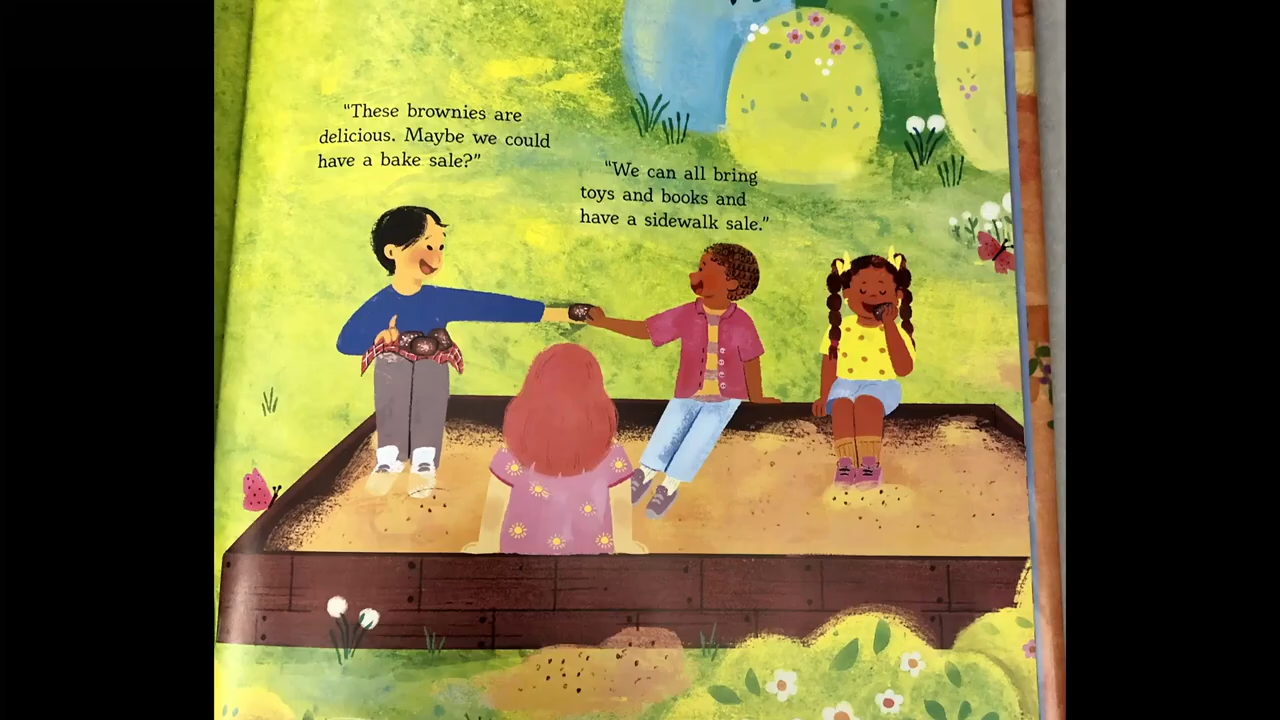 “These brownies are
delicious. Maybe we could
have a bake sale?”
“We can all bring
toys and books and
have a sidewalk sale.”